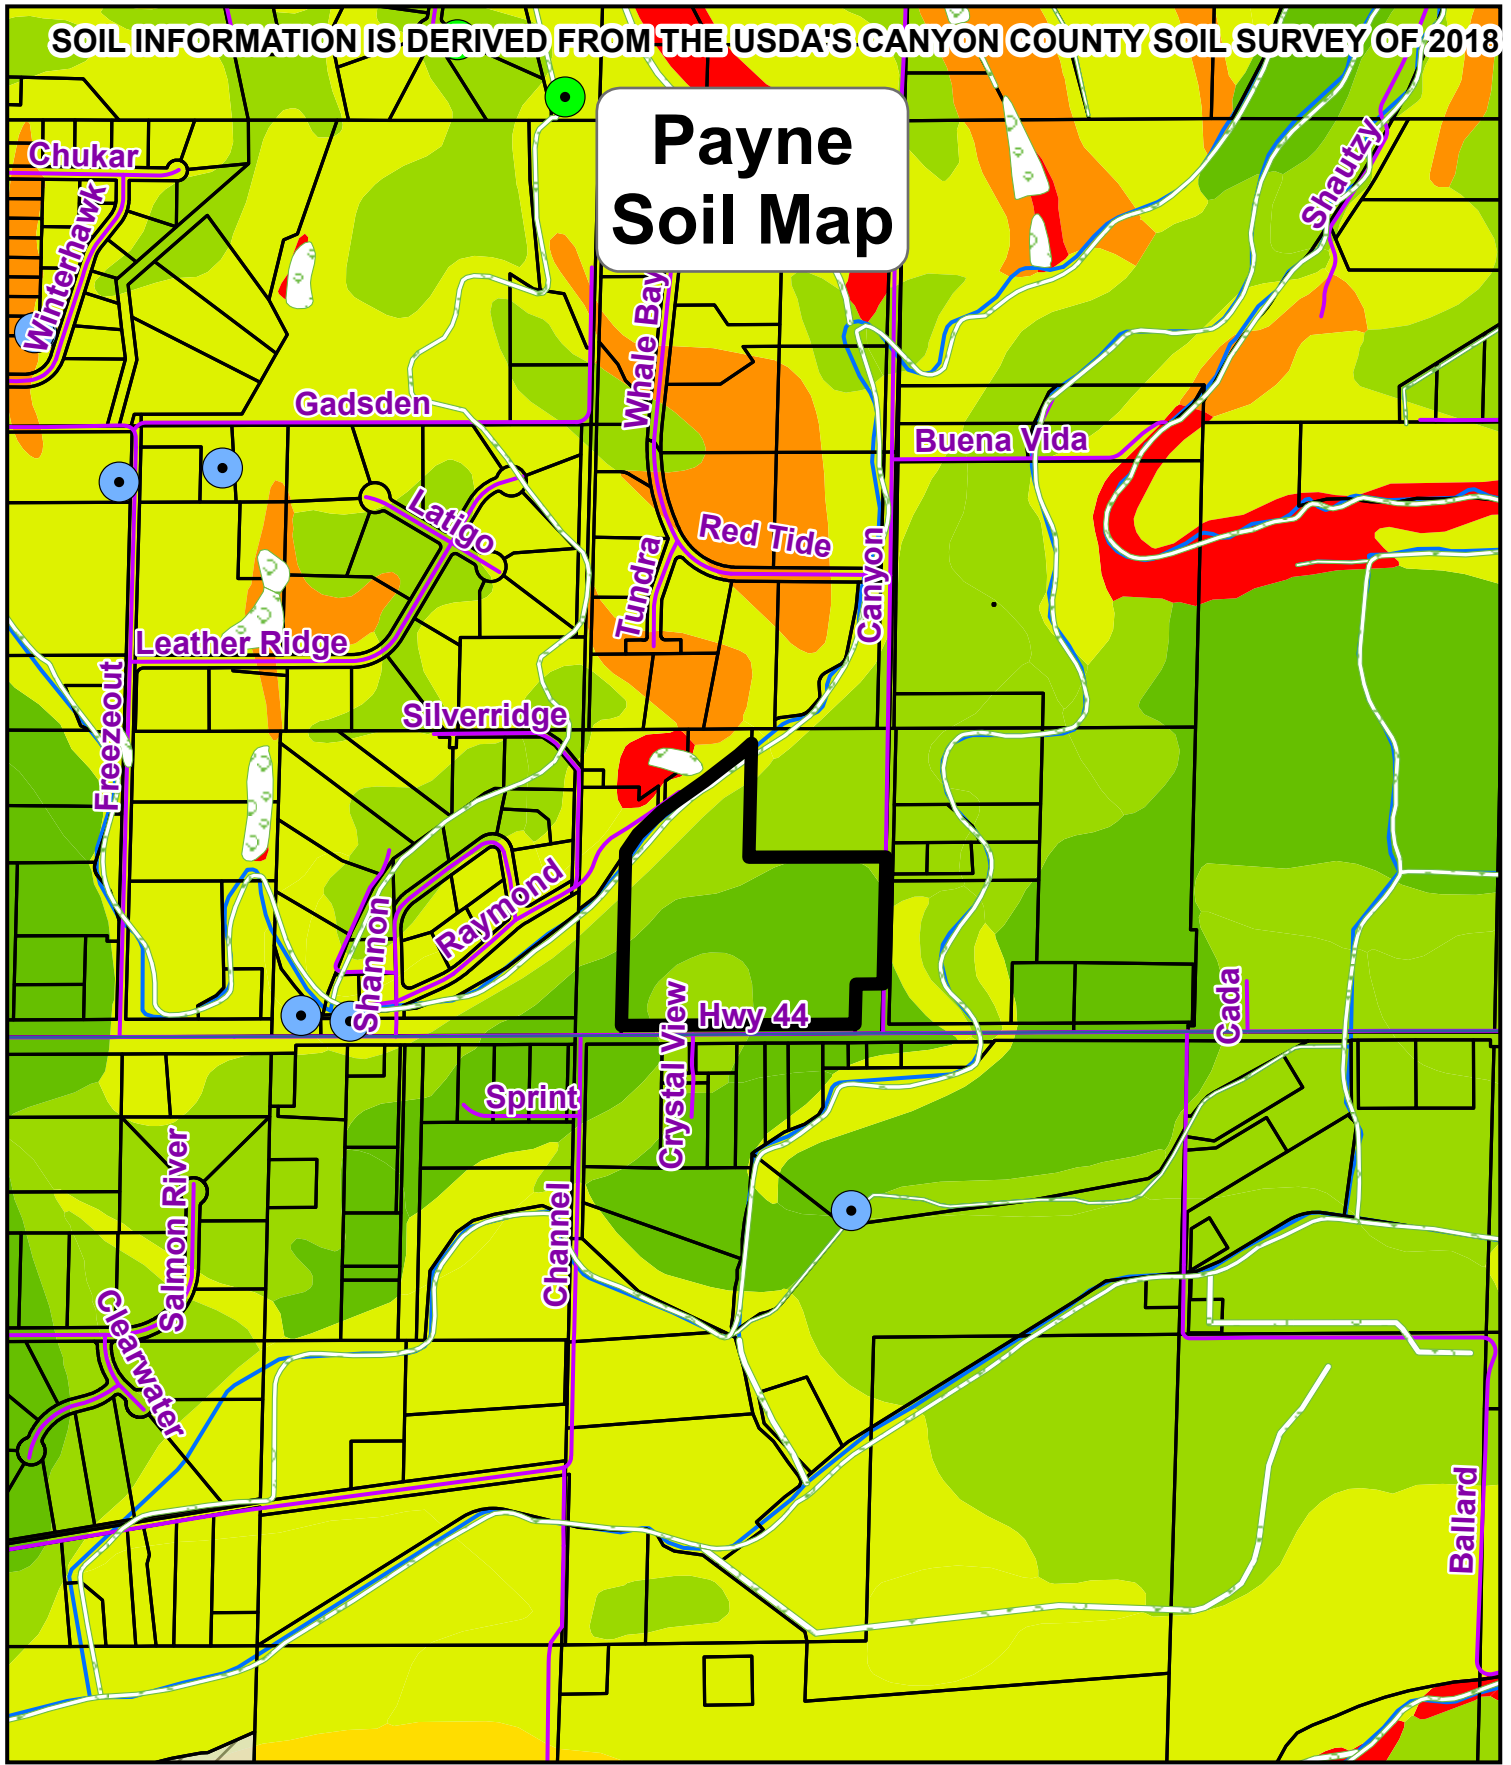 SOIL INFORMATION IS DERIVED FROM THE USDA'S CANYON COUNTY SOIL SURVEY OF 2018
Payne
Soil Map
Chukar
Winterhawk
Shautzy
Whale Bay
Gadsden
Buena Vida
Latigo
Red Tide
Tundra
Canyon
Leather Ridge
Freezeout
Silverridge
Raymond
Shannon
Hwy 44
Crystal View
Cada
Sprint
Salmon River
Channel
Clearwater
Ballard